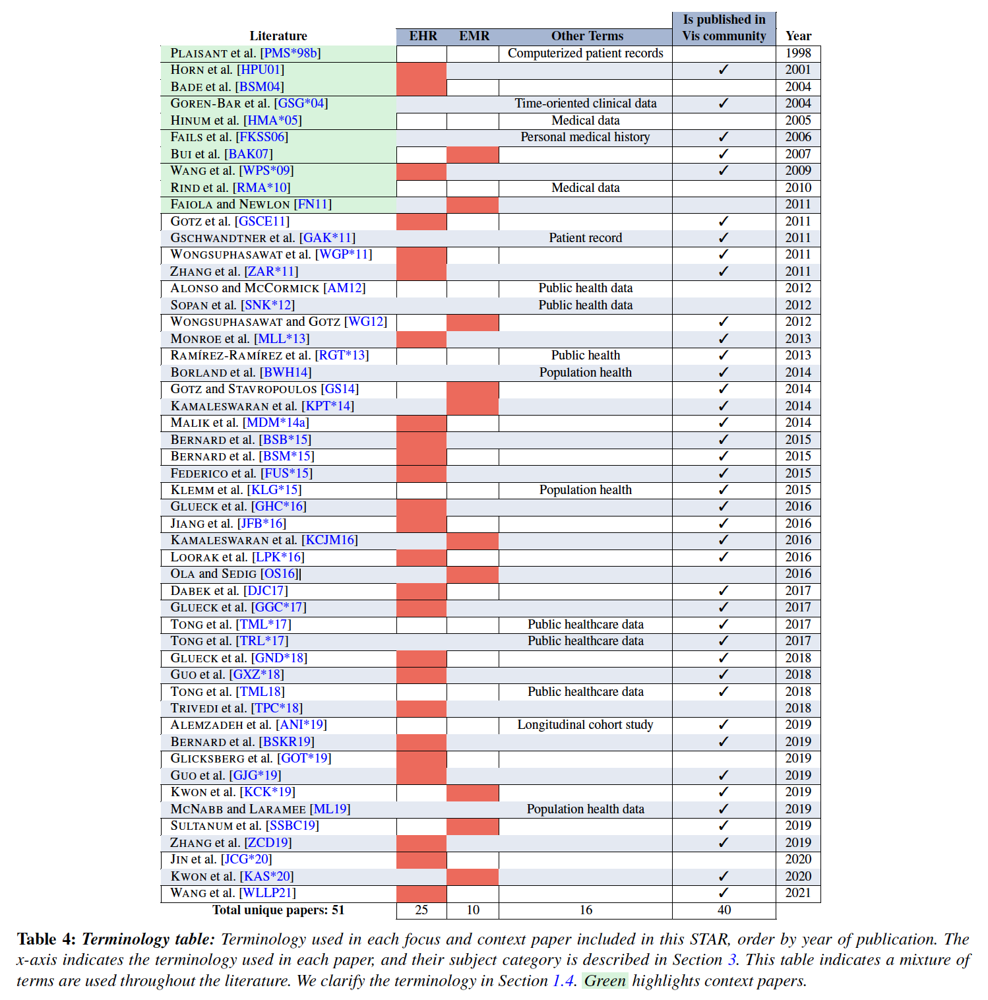 Is published in
Literature EHR EMR Other Terms Vis community Year
PLAISANT et al. [PMS*98b] Computerized patient records 1998
HORN et al. [HPU01] ✓ 2001
BADE et al. [BSM04] 2004
GOREN-BAR et al. [GSG*04] Time-oriented clinical data ✓ 2004
HINUM et al. [HMA*05] Medical data 2005
FAILS et al. [FKSS06] Personal medical history ✓ 2006
BUI et al. [BAK07] ✓ 2007
WANG et al. [WPS*09] ✓ 2009
RIND et al. [RMA*10] Medical data 2010
FAIOLA and NEWLON [FN11] 2011
GOTZ et al. [GSCE11] ✓ 2011
GSCHWANDTNER et al. [GAK*11] Patient record ✓ 2011
WONGSUPHASAWAT et al. [WGP*11] ✓ 2011
ZHANG et al. [ZAR*11] ✓ 2011
ALONSO and MCCORMICK [AM12] Public health data 2012
SOPAN et al. [SNK*12] Public health data 2012
WONGSUPHASAWAT and GOTZ [WG12] ✓ 2012
MONROE et al. [MLL*13] ✓ 2013
RAMÍREZ-RAMÍREZ et al. [RGT*13] Public health ✓ 2013
BORLAND et al. [BWH14] Population health ✓ 2014
GOTZ and STAVROPOULOS [GS14] ✓ 2014
KAMALESWARAN et al. [KPT*14] ✓ 2014
MALIK et al. [MDM*14a] ✓ 2014
BERNARD et al. [BSB*15] ✓ 2015
BERNARD et al. [BSM*15] ✓ 2015
FEDERICO et al. [FUS*15] ✓ 2015
KLEMM et al. [KLG*15] Population health ✓ 2015
GLUECK et al. [GHC*16] ✓ 2016
JIANG et al. [JFB*16] ✓ 2016
KAMALESWARAN et al. [KCJM16] ✓ 2016
LOORAK et al. [LPK*16] ✓ 2016
OLA and SEDIG [OS16]| 2016
DABEK et al. [DJC17] ✓ 2017
GLUECK et al. [GGC*17] ✓ 2017
TONG et al. [TML*17] Public healthcare data ✓ 2017
TONG et al. [TRL*17] Public healthcare data ✓ 2017
GLUECK et al. [GND*18] ✓ 2018
GUO et al. [GXZ*18] ✓ 2018
TONG et al. [TML18] Public healthcare data ✓ 2018
TRIVEDI et al. [TPC*18] 2018
ALEMZADEH et al. [ANI*19] Longitudinal cohort study ✓ 2019
BERNARD et al. [BSKR19] ✓ 2019
GLICKSBERG et al. [GOT*19] 2019
GUO et al. [GJG*19] ✓ 2019
KWON et al. [KCK*19] ✓ 2019
MCNABB and LARAMEE [ML19] Population health data ✓ 2019
SULTANUM et al. [SSBC19] ✓ 2019
ZHANG et al. [ZCD19] ✓ 2019
JIN et al. [JCG*20] 2020
KWON et al. [KAS*20] ✓ 2020
WANG et al. [WLLP21] ✓ 2021
Total unique papers: 51 25 10 16 40
Table 4: Terminology table: Terminology used in each focus and context paper included in this STAR, order by year of publication. The
x-axis indicates the terminology used in each paper, and their subject category is described in Section 3. This table indicates a mixture of
terms are used throughout the literature. We clarify the terminology in Section 1.4. Green highlights context papers.